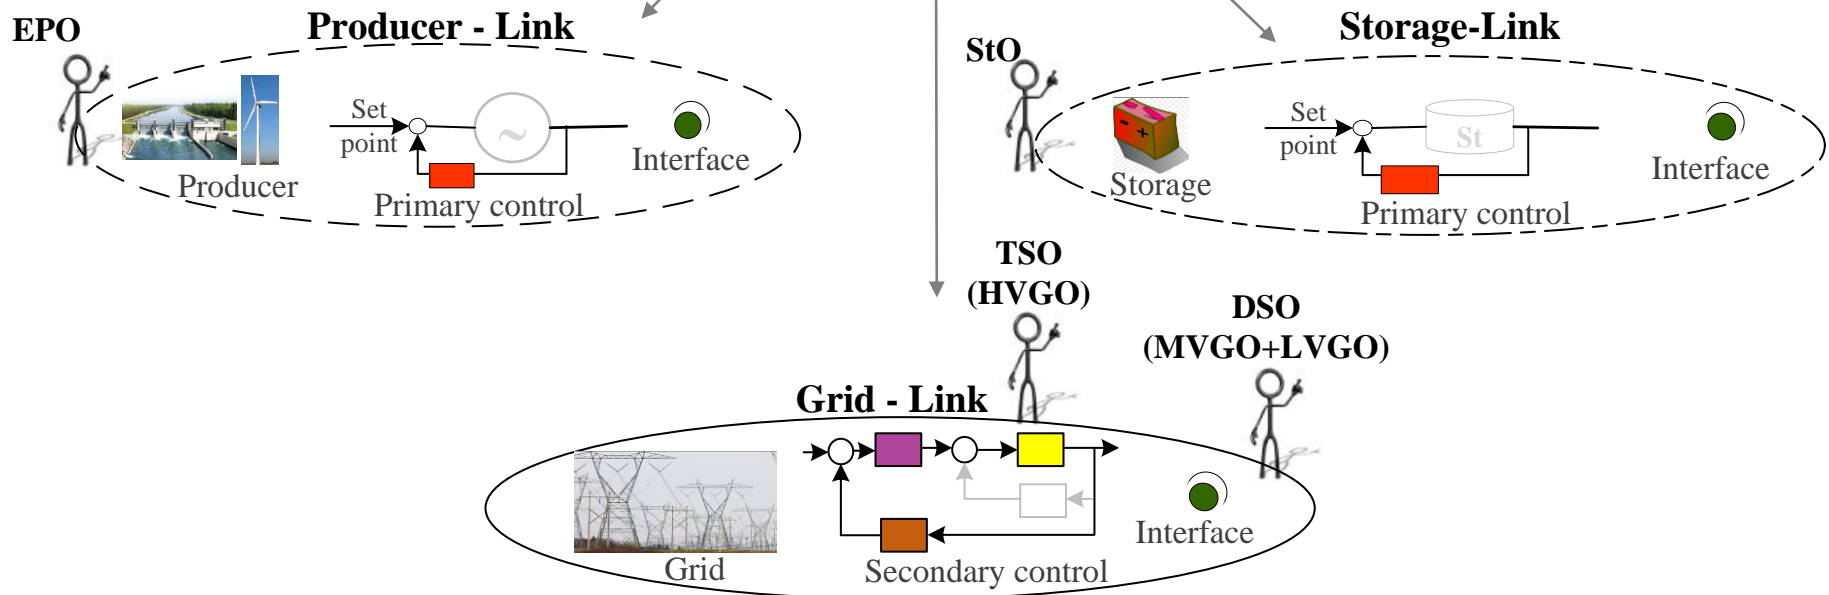 EPO
Producer - Link
Set
point
~
Producer
Primary control
Interface
StO
Storage-Link
- +
Storage
Set
point
St
Primary control
Interface
TSO
(HVGO)
DSO
(MVGO+LVGO)
Grid - Link
Grid
Secondary control
Interface